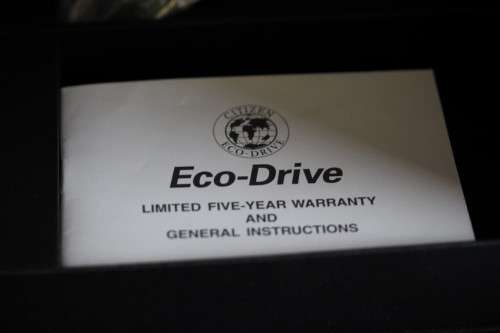 CITIZEN
ECO-DRIVE
Eco-Drive
LIMITED FIVE-YEAR WARRANTY
AND
GENERAL INSTRUCTIONS